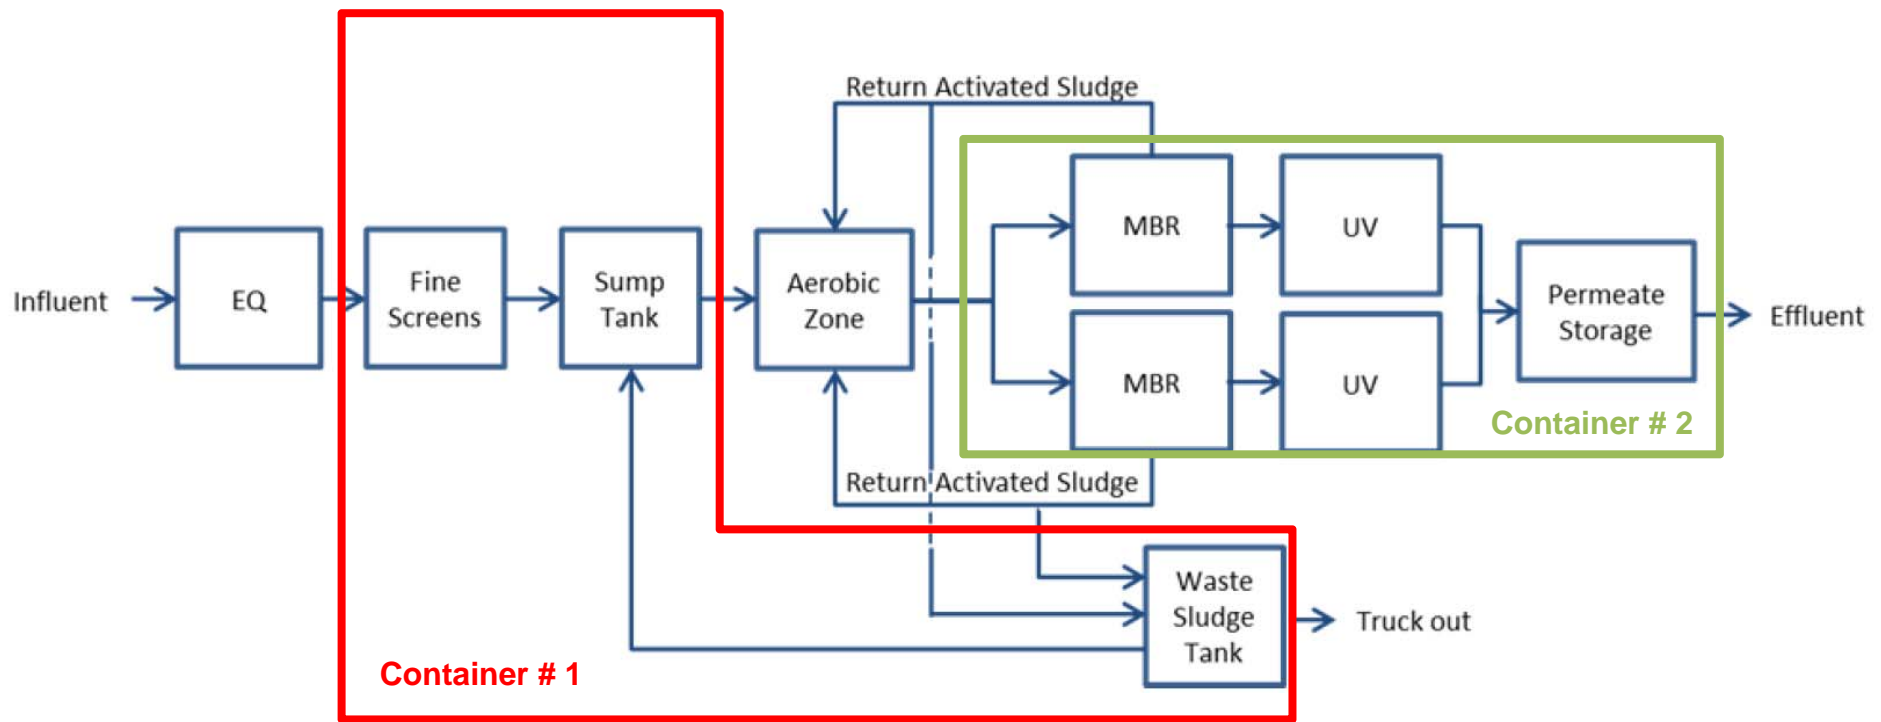 Return Activated Sludge
Influent
EQ
Fine
Screens
Sump
Tank
Aerobic
Zone
MBR
UV
MBR
UV
Permeate
Storage
Effluent
Container # 2
Return Activated Sludge
Waste
Sludge
Tank
Truck out
Container # 1